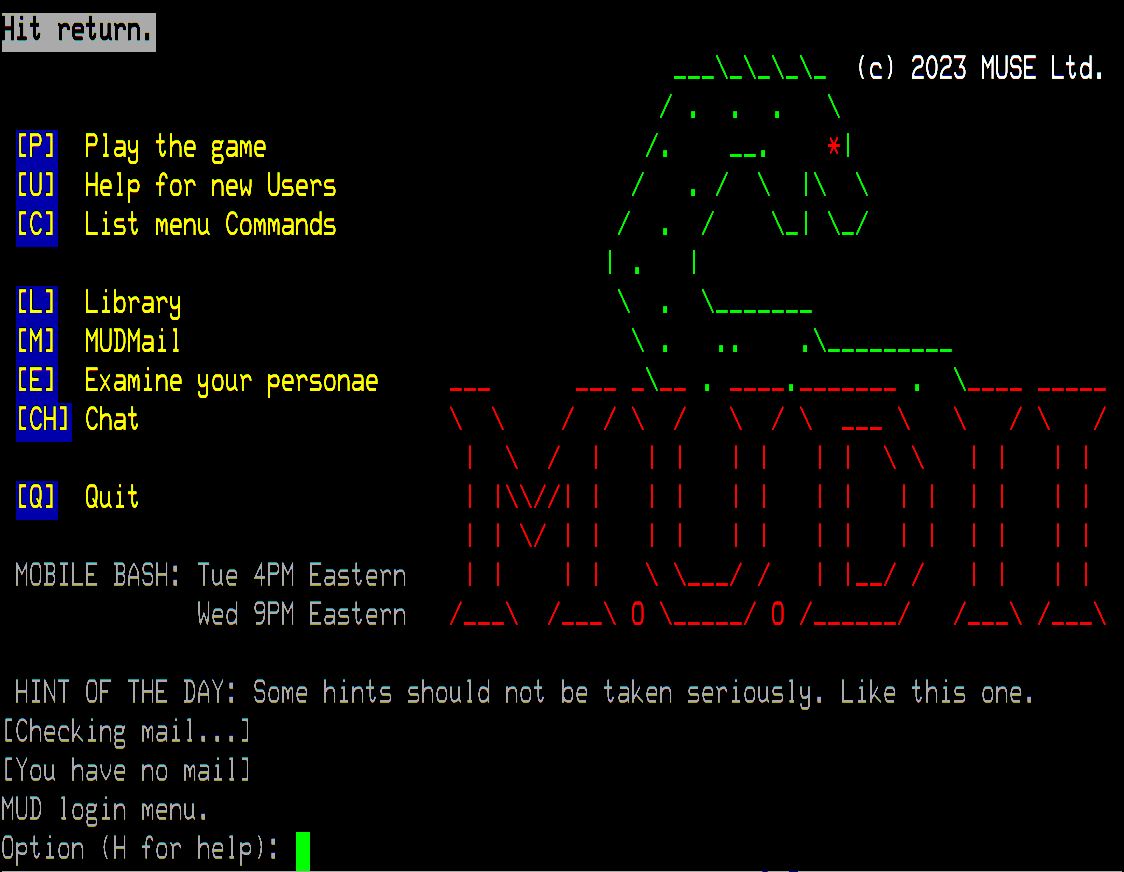 Hit return.
(c) 2023 MUSE Ltd.
[P] Play the game
[U] Help for new Users
[C] List menu Commands
[L] Library
[M] MUDMail
[E] Examine your personae
[CH] Chat
[Q] Quit
MUDII
MOBILE BASH: Tue 4PM Eastern
Wed 9PM Eastern
HINT OF THE DAY: Some hints should not be taken seriously. Like this one.
[Checking mail...]
[You have no mail]
MUD login menu.
Option (H for help):